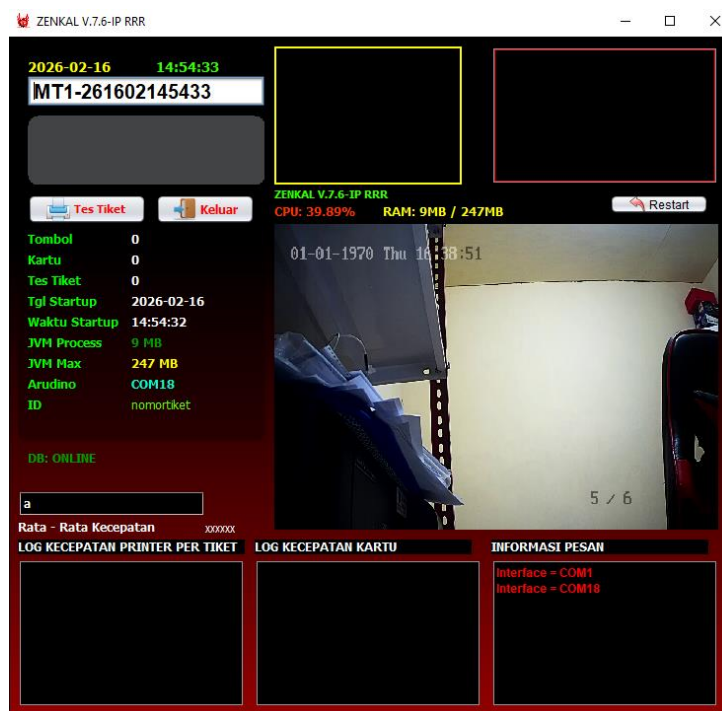 ZENKAL V.7.6-IP RRR
2026-02-16 14:54:33
MT1-261602145433
Tes Tiket Keluar
ZENKAL V.7.6-IP RRR
CPU: 39.89% RAM: 9MB / 247MB
Restart
Tombol 0
Kartu 0
Tes Tiket 0
Tgl Startup 2026-02-16
Waktu Startup 14:54:32
JVM Process 9 MB
JVM Max 247 MB
Arudino COM18
ID nomortiket
DB: ONLINE
a
Rata - Rata Kecepatan xxxxxx
01-01-1970 Thu 16:38:51
5 / 6
LOG KECEPATAN PRINTER PER TIKET
LOG KECEPATAN KARTU
INFORMASI PESAN
Interface = COM1
Interface = COM18